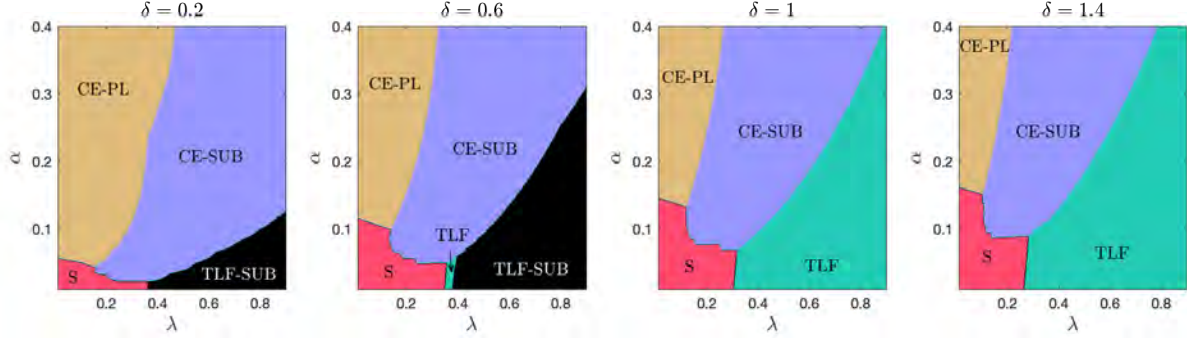 δ = 0.2
0.4
0.3
α
0.2
0.1
CE-PL
CE-SUB
S
TLF-SUB
0.2 0.4 0.6 0.8
λ
δ = 0.6
0.4
0.3
α
0.2
0.1
CE-PL
CE-SUB
TLF
S
TLF-SUB
0.2 0.4 0.6 0.8
λ
δ = 1
0.4
0.3
α
0.2
0.1
CE-PL
CE-SUB
S
TLF
0.2 0.4 0.6 0.8
λ
δ = 1.4
0.4
0.3
α
0.2
0.1
CE-PL
CE-SUB
S
TLF
0.2 0.4 0.6 0.8
λ